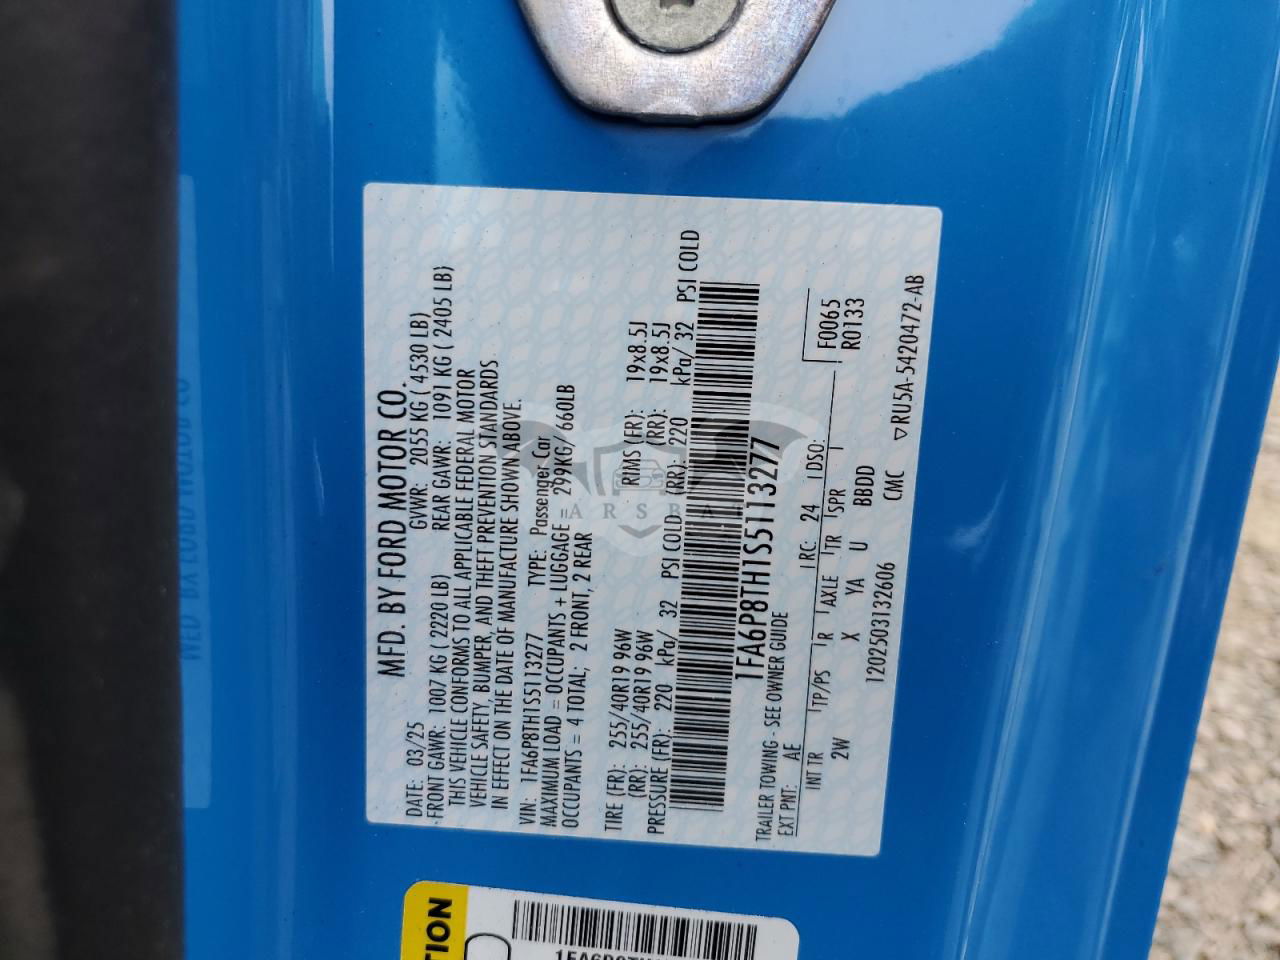 MFD. BY FORD MOTOR CO.
DATE: 03/25 GVWR: 2055 KG ( 4530 LB)
FRONT GAWR: 1007 KG ( 2220 LB) REAR GAWR: 1091 KG ( 2405 LB)
THIS VEHICLE CONFORMS TO ALL APPLICABLE FEDERAL MOTOR
VEHICLE SAFETY, BUMPER, AND THEFT PREVENTION STANDARDS
IN EFFECT ON THE DATE OF MANUFACTURE SHOWN ABOVE.
VIN: 1FA6P8TH1S5113277 TYPE: Passenger Car
MAXIMUM LOAD = OCCUPANTS + LUGGAGE = 299KG/ 660LB
OCCUPANTS = 4 TOTAL; 2 FRONT, 2 REAR
TIRE (FR): 255/40R19 96W RIMS (FR): 19x8.5J
(RR): 255/40R19 96W (RR): 19x8.5J
PRESSURE (FR): 220 kPa/ 32 PSI COLD (RR): 220 kPa/ 32 PSI COLD
1FA6P8TH1S5113277
TRAILER TOWING - SEE OWNER GUIDE
EXT PNT: AE RC: 24 DSO: F0065
INT TR TP/PS R AXLE TR SPR R0133
2W X YA U BBDD
1202503132606 CMC ▽RU5A-5420472-AB
ARSBA
TION